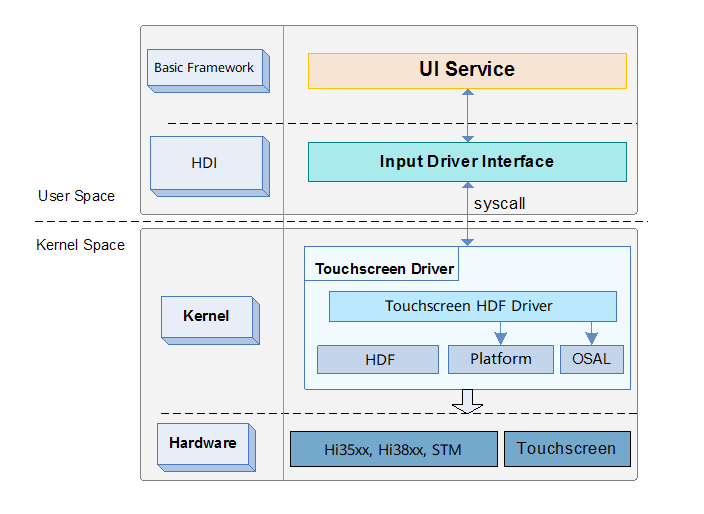 Basic Framework
UI Service
HDI
Input Driver Interface
User Space
syscall
Kernel Space
Touchscreen Driver
Touchscreen HDF Driver
Kernel
HDF
Platform
OSAL
Hardware
Hi35xx, Hi38xx, STM
Touchscreen